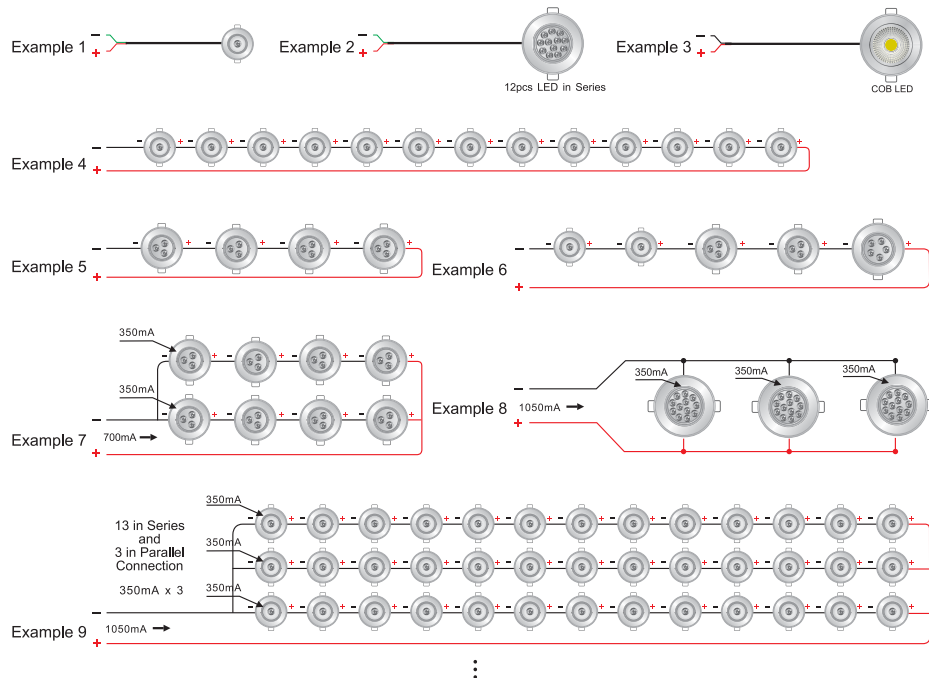 Example 1
−
+
Example 2
−
+
12pcs LED in Series
Example 3
−
+
COB LED
Example 4
−
+
− + − + − + − + − + − + − + − + − + − + − + − + − +
Example 5
−
+
− + − + − + − +
Example 6
−
+
− + − + − + − + − +
Example 7
350mA
− + − + − + − +
350mA
− + − + − + − +
−
700mA
+
Example 8
−
1050mA
+
350mA
350mA
350mA
Example 9
13 in Series
and
3 in Parallel
Connection
350mA x 3
350mA
− + − + − + − + − + − + − + − + − + − + − + − + − +
350mA
− + − + − + − + − + − + − + − + − + − + − + − + − +
350mA
− + − + − + − + − + − + − + − + − + − + − + − + − +
−
1050mA
+